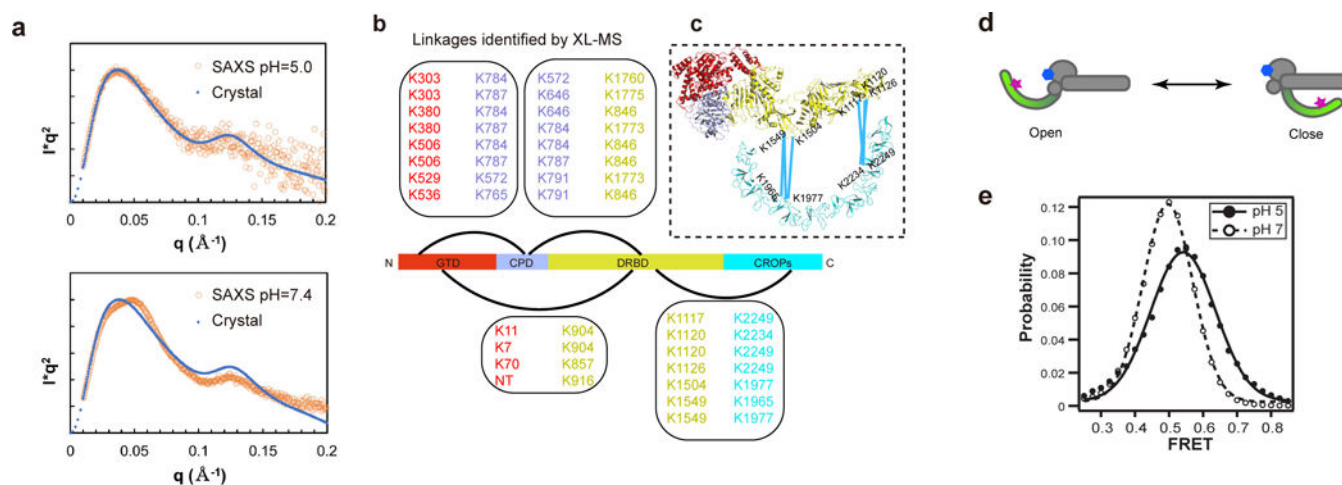 a
SAXS pH=5.0
Crystal
I*q²
0 0.05 0.1 0.15 0.2
q (Å⁻¹)
SAXS pH=7.4
Crystal
I*q²
0 0.05 0.1 0.15 0.2
q (Å⁻¹)
b
Linkages identified by XL-MS
K303 K784
K303 K787
K380 K784
K380 K787
K506 K784
K506 K787
K529 K572
K536 K765
K572 K1760
K646 K1775
K646 K846
K784 K1773
K784 K846
K787 K846
K791 K1773
K791 K846
N GTD CPD DRBD CROPs C
K11 K904
K7 K904
K70 K857
NT K916
K1117 K2249
K1120 K2234
K1120 K2249
K1126 K2249
K1504 K1977
K1549 K1965
K1549 K1977
c
K1120
K1126
K1117
K1504
K1549
K2249
K2234
K1965
K1977
d
Open
Close
e
pH 5
pH 7
Probability
0.12
0.10
0.08
0.06
0.04
0.02
0
0.3 0.4 0.5 0.6 0.7 0.8
FRET